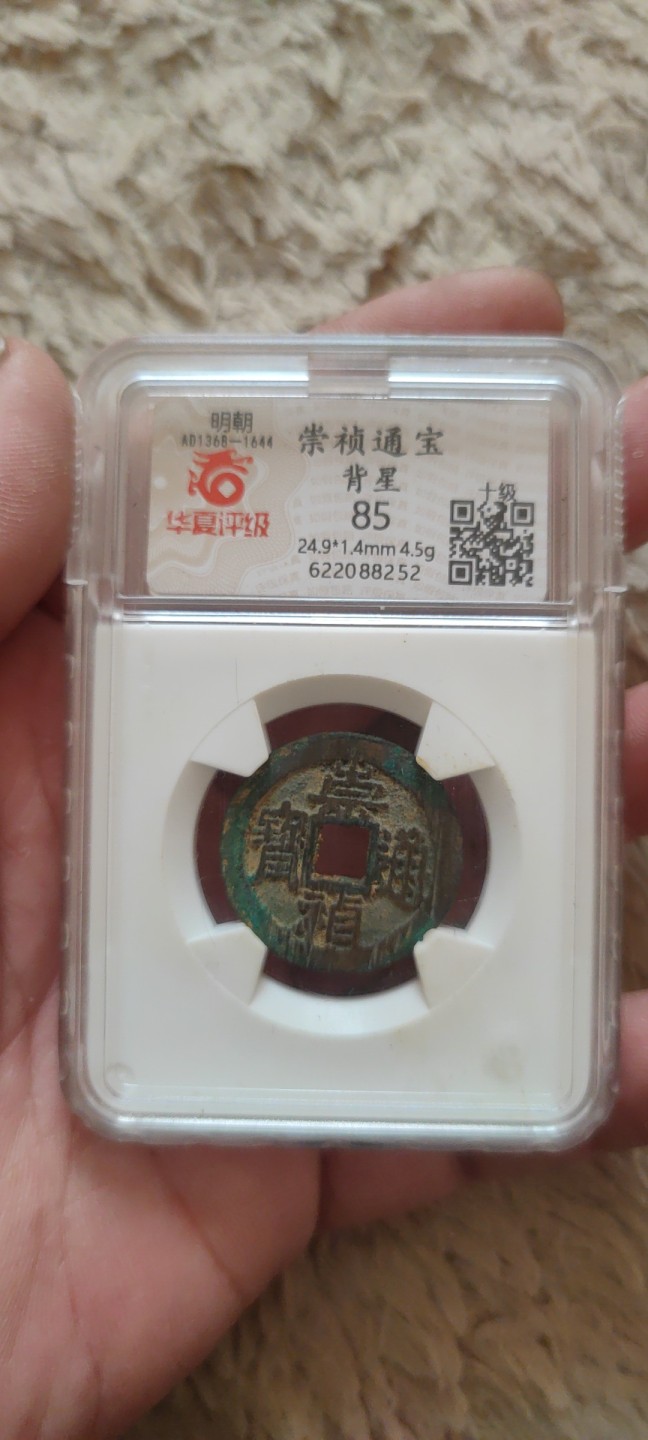 明朝
AD1368—1644
华夏评级
崇祯通宝
背星
85
24.9*1.4mm 4.5g
622088252
十级
崇禎通寶